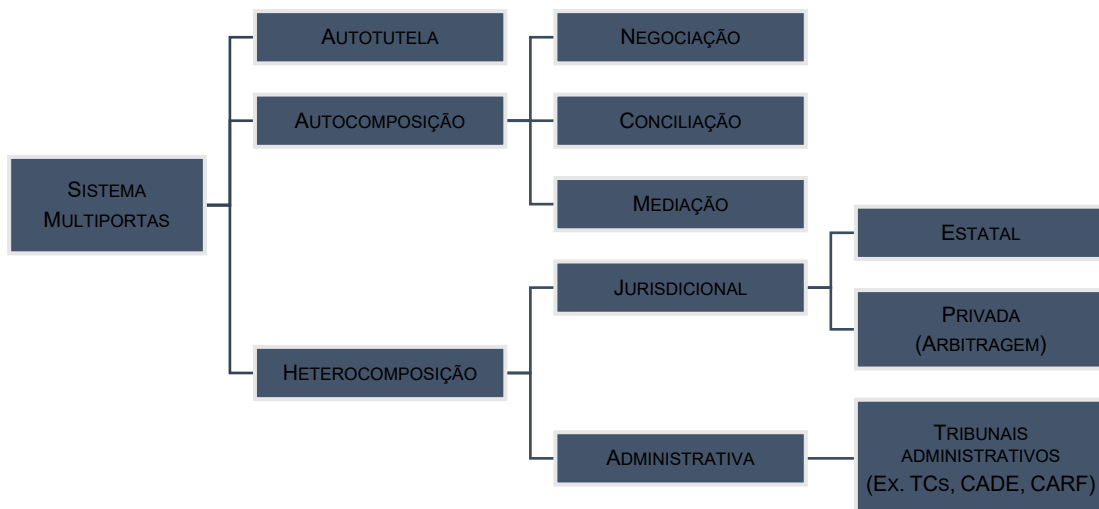 SISTEMA
MULTIPORTAS
AUTOTUTELA
AUTOCOMPOSIÇÃO
NEGOCIAÇÃO
CONCILIAÇÃO
MEDIAÇÃO
HETEROCOMPOSIÇÃO
JURISDICIONAL
ESTATAL
PRIVADA
(ARBITRAGEM)
ADMINISTRATIVA
TRIBUNAIS
ADMINISTRATIVOS
(EX. TCS, CADE, CARF)